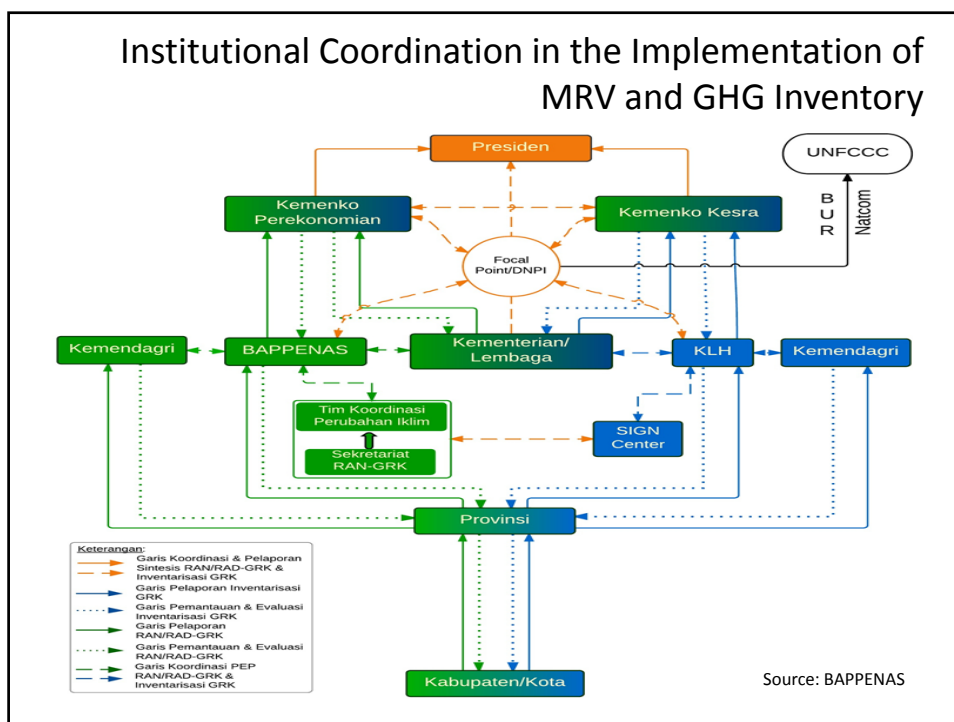 Institutional Coordination in the Implementation of
MRV and GHG Inventory
Presiden
UNFCCC
Kemenko
Perekonomian
Kemenko Kesra
BUR
Natcom
Focal
Point/DNPI
Kemendagri
BAPPENAS
Kementerian/
Lembaga
KLH
Kemendagri
Tim Koordinasi
Perubahan Iklim
Sekretariat
RAN-GRK
SIGN
Center
Provinsi
Keterangan:
Garis Koordinasi & Pelaporan
Sintesis RAN/RAD-GRK &
Inventarisasi GRK
Garis Pelaporan Inventarisasi
GRK
Garis Pemantauan & Evaluasi
Inventarisasi GRK
Garis Pelaporan
RAN/RAD-GRK
Garis Pemantauan & Evaluasi
RAN/RAD-GRK
Garis Koordinasi PEP
RAN/RAD-GRK &
Inventarisasi GRK
Kabupaten/Kota
Source: BAPPENAS